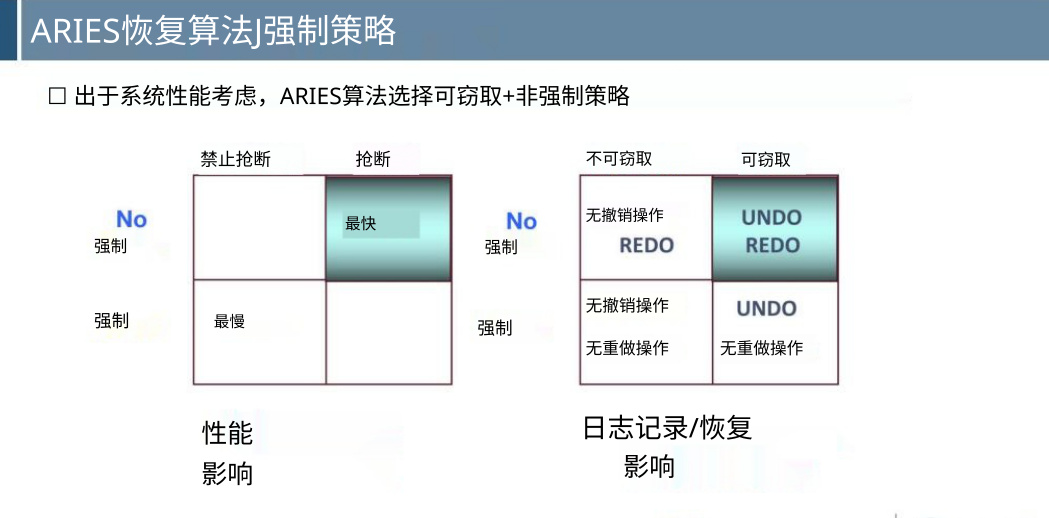 ARIES恢复算法J强制策略
□ 出于系统性能考虑，ARIES算法选择可窃取+非强制策略
禁止抢断 抢断
No
强制
最快
强制
最慢
性能
影响
不可窃取 可窃取
No
强制
无撤销操作
REDO
UNDO
REDO
强制
无撤销操作
无重做操作
UNDO
无重做操作
日志记录/恢复
影响